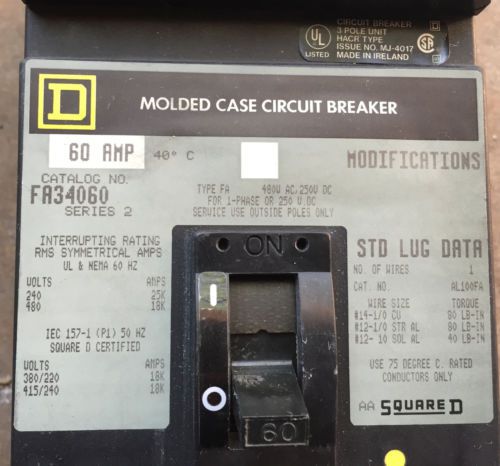 CIRCUIT BREAKER
3 POLE UNIT
HACR TYPE
ISSUE NO. MJ-4017
MADE IN IRELAND
UL
LISTED
SA
D
D
MOLDED CASE CIRCUIT BREAKER
60 AMP 40° C
MODIFICATIONS
CATALOG NO.
FA34060
SERIES 2
TYPE FA 480V AC, 250V DC
FOR 1-PHASE OR 250 V.DC
SERVICE USE OUTSIDE POLES ONLY
INTERRUPTING RATING
RMS SYMMETRICAL AMPS
UL & NEMA 60 HZ
VOLTS AMPS
240 25K
480 18K
IEC 157-1 (P1) 50 HZ
SQUARE D CERTIFIED
VOLTS AMPS
380/220 18K
415/240 18K
ON
I
O
60
STD LUG DATA
NO. OF WIRES 1
CAT. NO. AL100FA
WIRE SIZE TORQUE
#14-1/0 CU 80 LB-IN
#12-1/0 STR AL 80 LB-IN
#12- 10 SOL AL 40 LB-IN
USE 75 DEGREE C. RATED
CONDUCTORS ONLY
AA SQUARE D